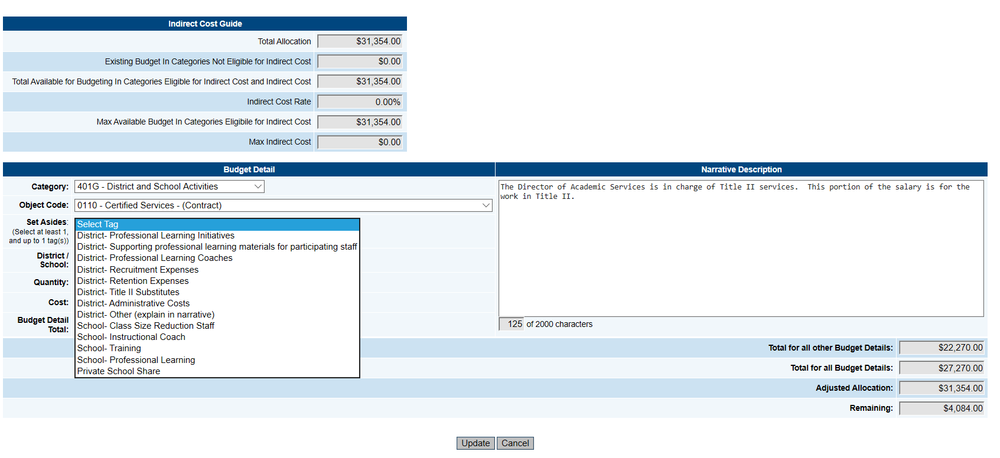 Indirect Cost Guide
Total Allocation $31,354.00
Existing Budget In Categories Not Eligible for Indirect Cost $0.00
Total Available for Budgeting In Categories Eligible for Indirect Cost and Indirect Cost $31,354.00
Indirect Cost Rate 0.00%
Max Available Budget In Categories Eligibile for Indirect Cost $31,354.00
Max Indirect Cost $0.00
Budget Detail
Category: 401G - District and School Activities
Object Code: 0110 - Certified Services - (Contract)
Set Asides:
(Select at least 1,
and up to 1 tag(s))
Select Tag
District- Professional Learning Initiatives
District- Supporting professional learning materials for participating staff
District- Professional Learning Coaches
District- Recruitment Expenses
District- Retention Expenses
District- Title II Substitutes
District- Administrative Costs
District- Other (explain in narrative)
School- Class Size Reduction Staff
School- Instructional Coach
School- Training
School- Professional Learning
Private School Share
District /
School:
Quantity:
Cost:
Budget Detail
Total:
Narrative Description
The Director of Academic Services is in charge of Title II services.  This portion of the salary is for the
work in Title II.
125 of 2000 characters
Total for all other Budget Details: $22,270.00
Total for all Budget Details: $27,270.00
Adjusted Allocation: $31,354.00
Remaining: $4,084.00
Update Cancel